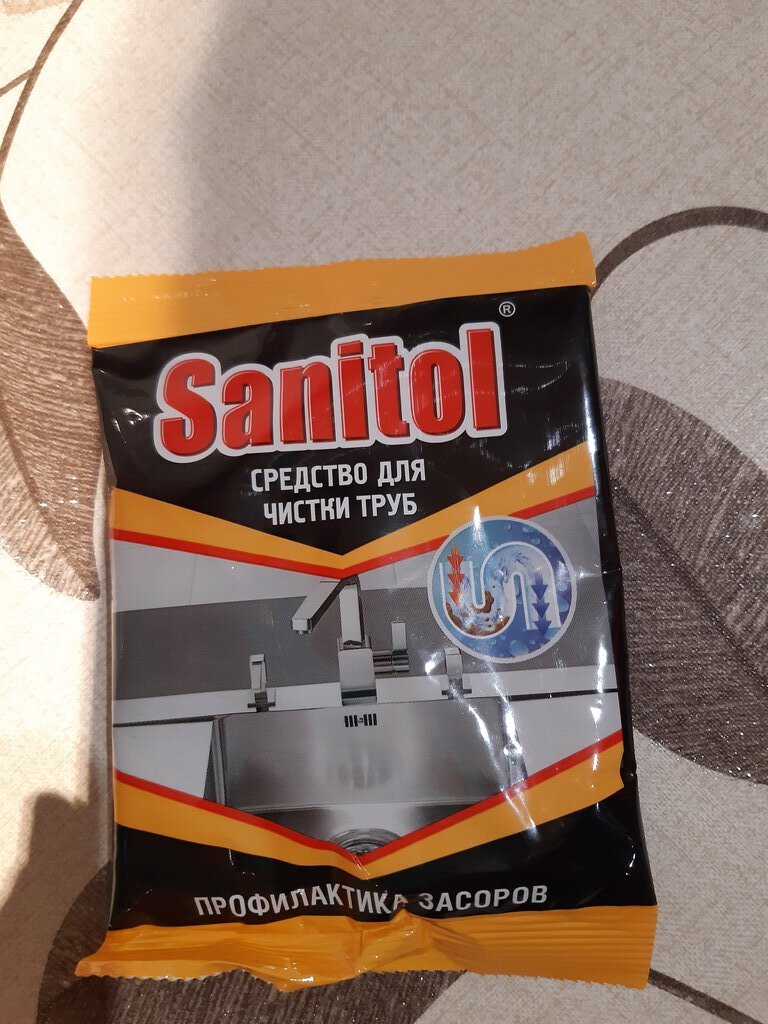 Sanitol ®
СРЕДСТВО ДЛЯ
ЧИСТКИ ТРУБ
ПРОФИЛАКТИКА ЗАСОРОВ